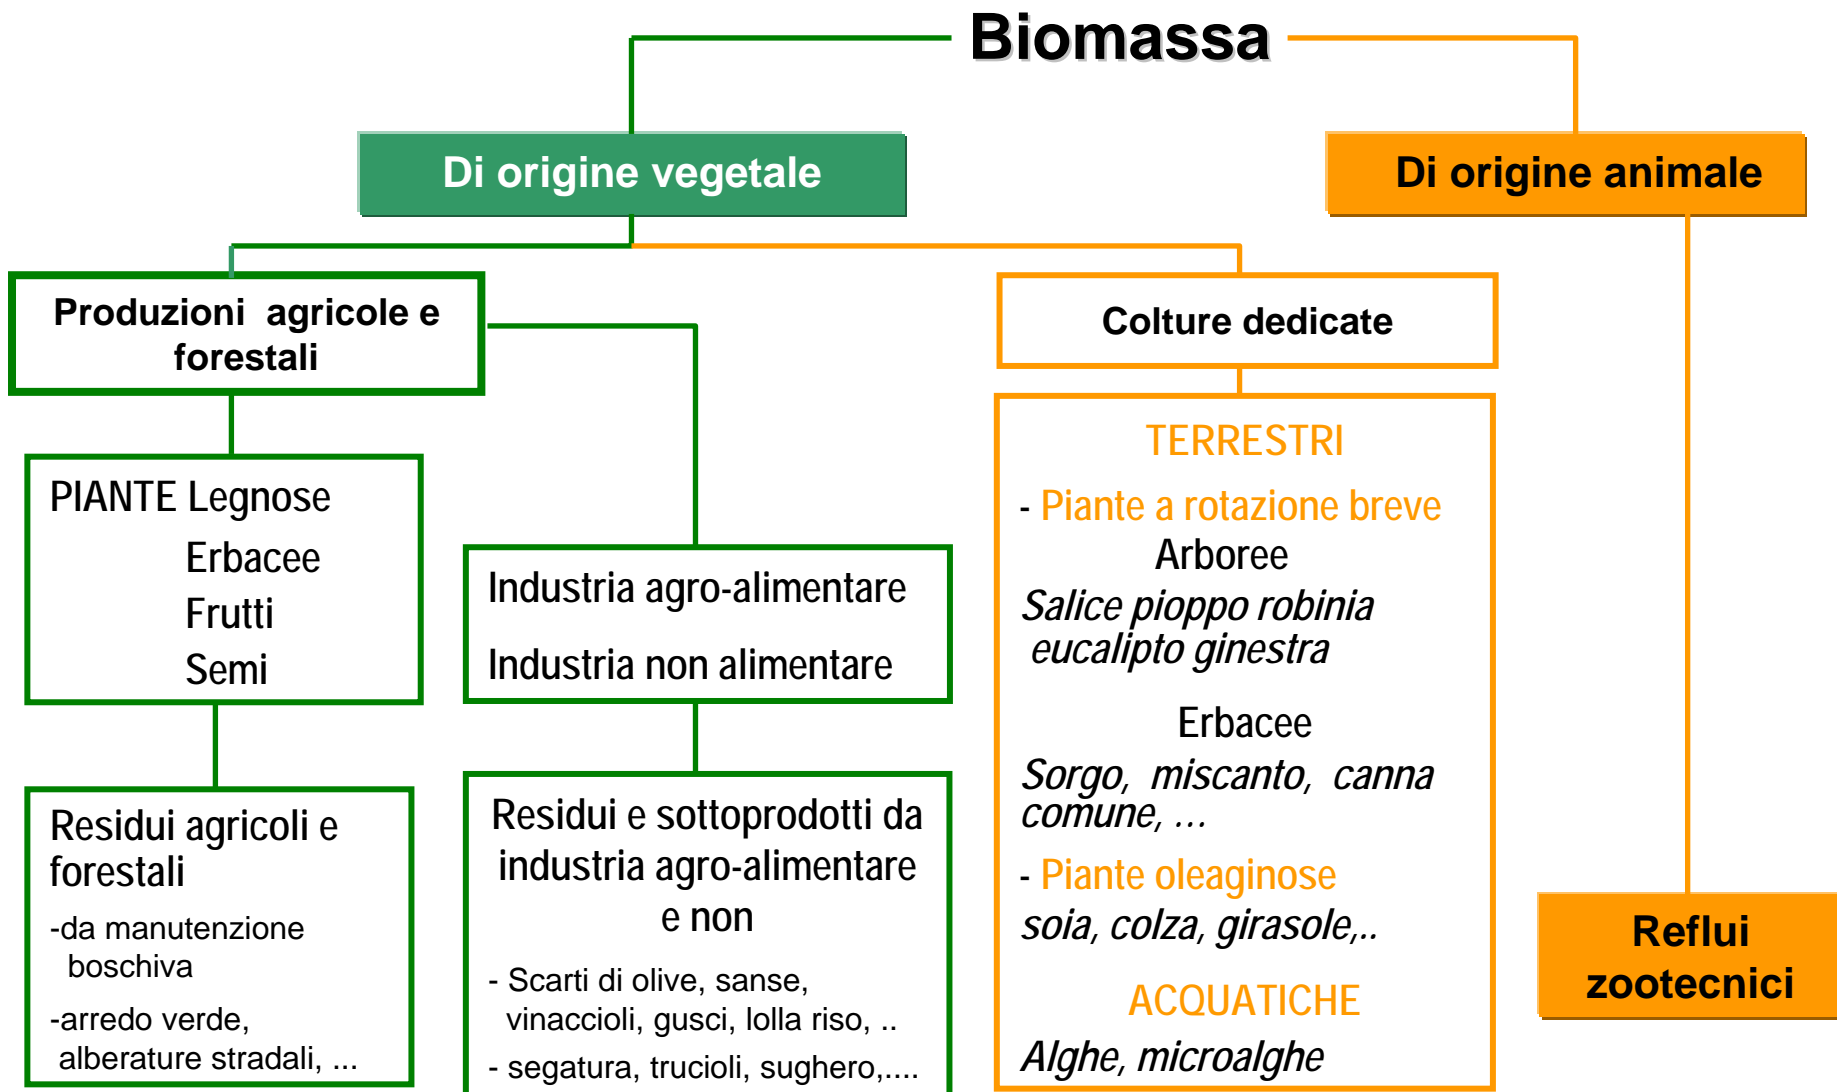 Biomassa
Di origine vegetale
Di origine animale
Produzioni agricole e
forestali
Colture dedicate
PIANTE Legnose
Erbacee
Frutti
Semi
Industria agro-alimentare
Industria non alimentare
Residui agricoli e
forestali
-da manutenzione
boschiva
-arredo verde,
alberature stradali, ...
Residui e sottoprodotti da
industria agro-alimentare
e non
- Scarti di olive, sanse,
vinaccioli, gusci, lolla riso, ..
- segatura, trucioli, sughero,....
TERRESTRI
- Piante a rotazione breve
Arboree
Salice pioppo robinia
eucalipto ginestra
Erbacee
Sorgo, miscanto, canna
comune, ...
- Piante oleaginose
soia, colza, girasole,..
ACQUATICHE
Alghe, microalghe
Reflui
zootecnici